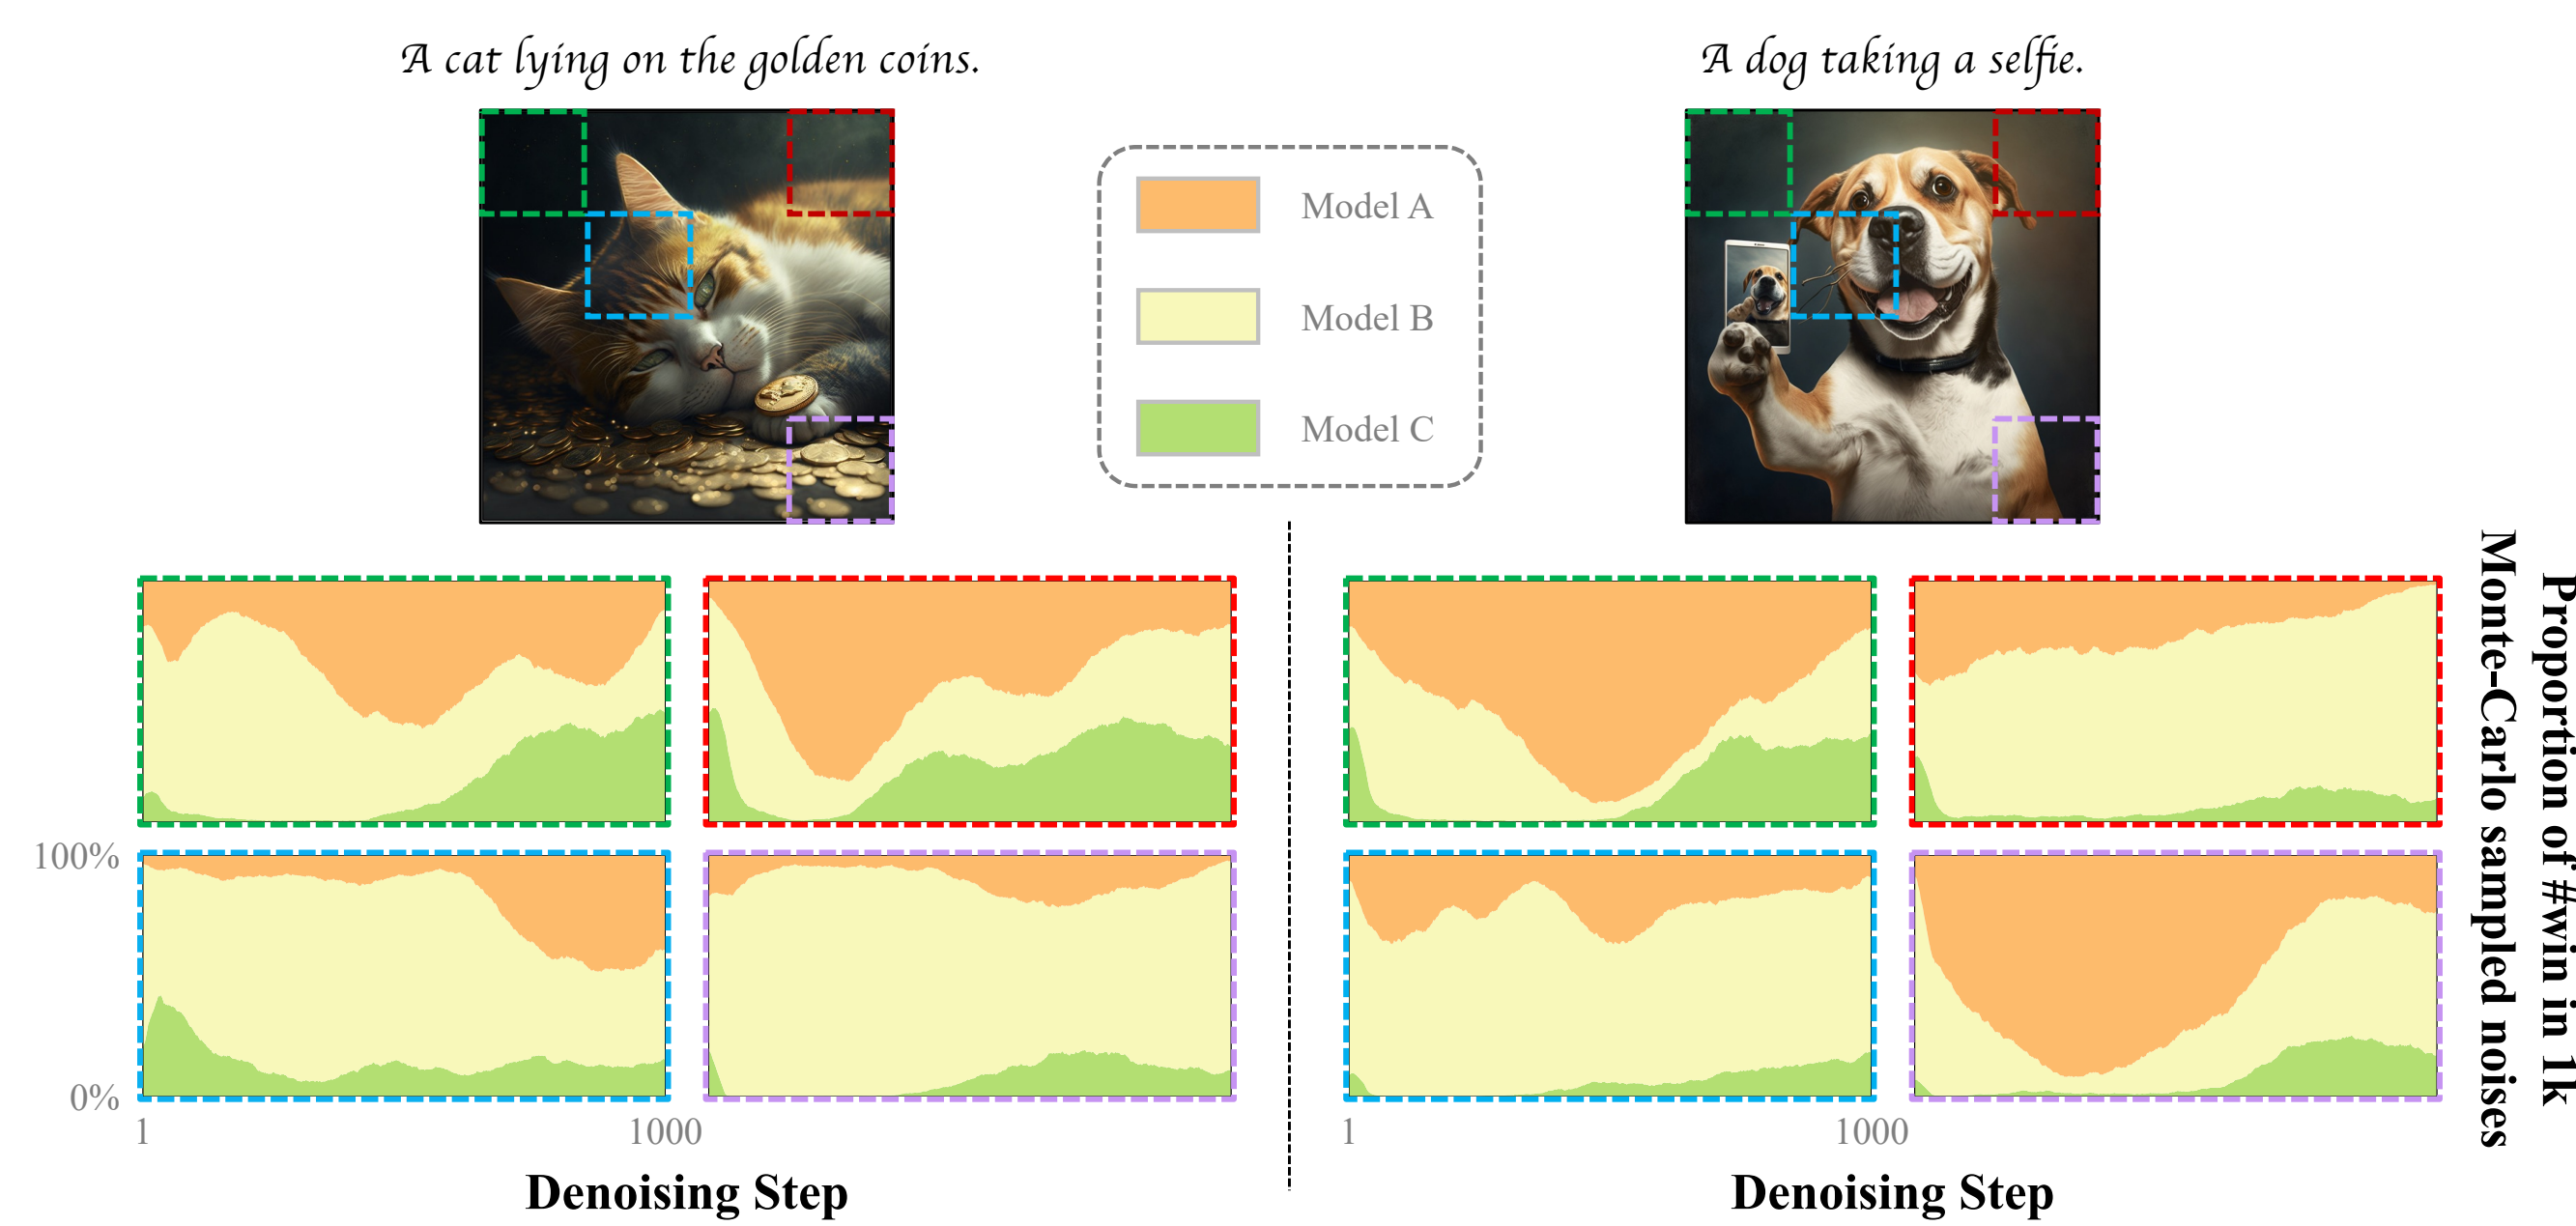 A cat lying on the golden coins.
A dog taking a selfie.
Model A
Model B
Model C
100%
0%
1
1000
Denoising Step
1
1000
Denoising Step
Proportion of #win in 1k
Monte-Carlo sampled noises